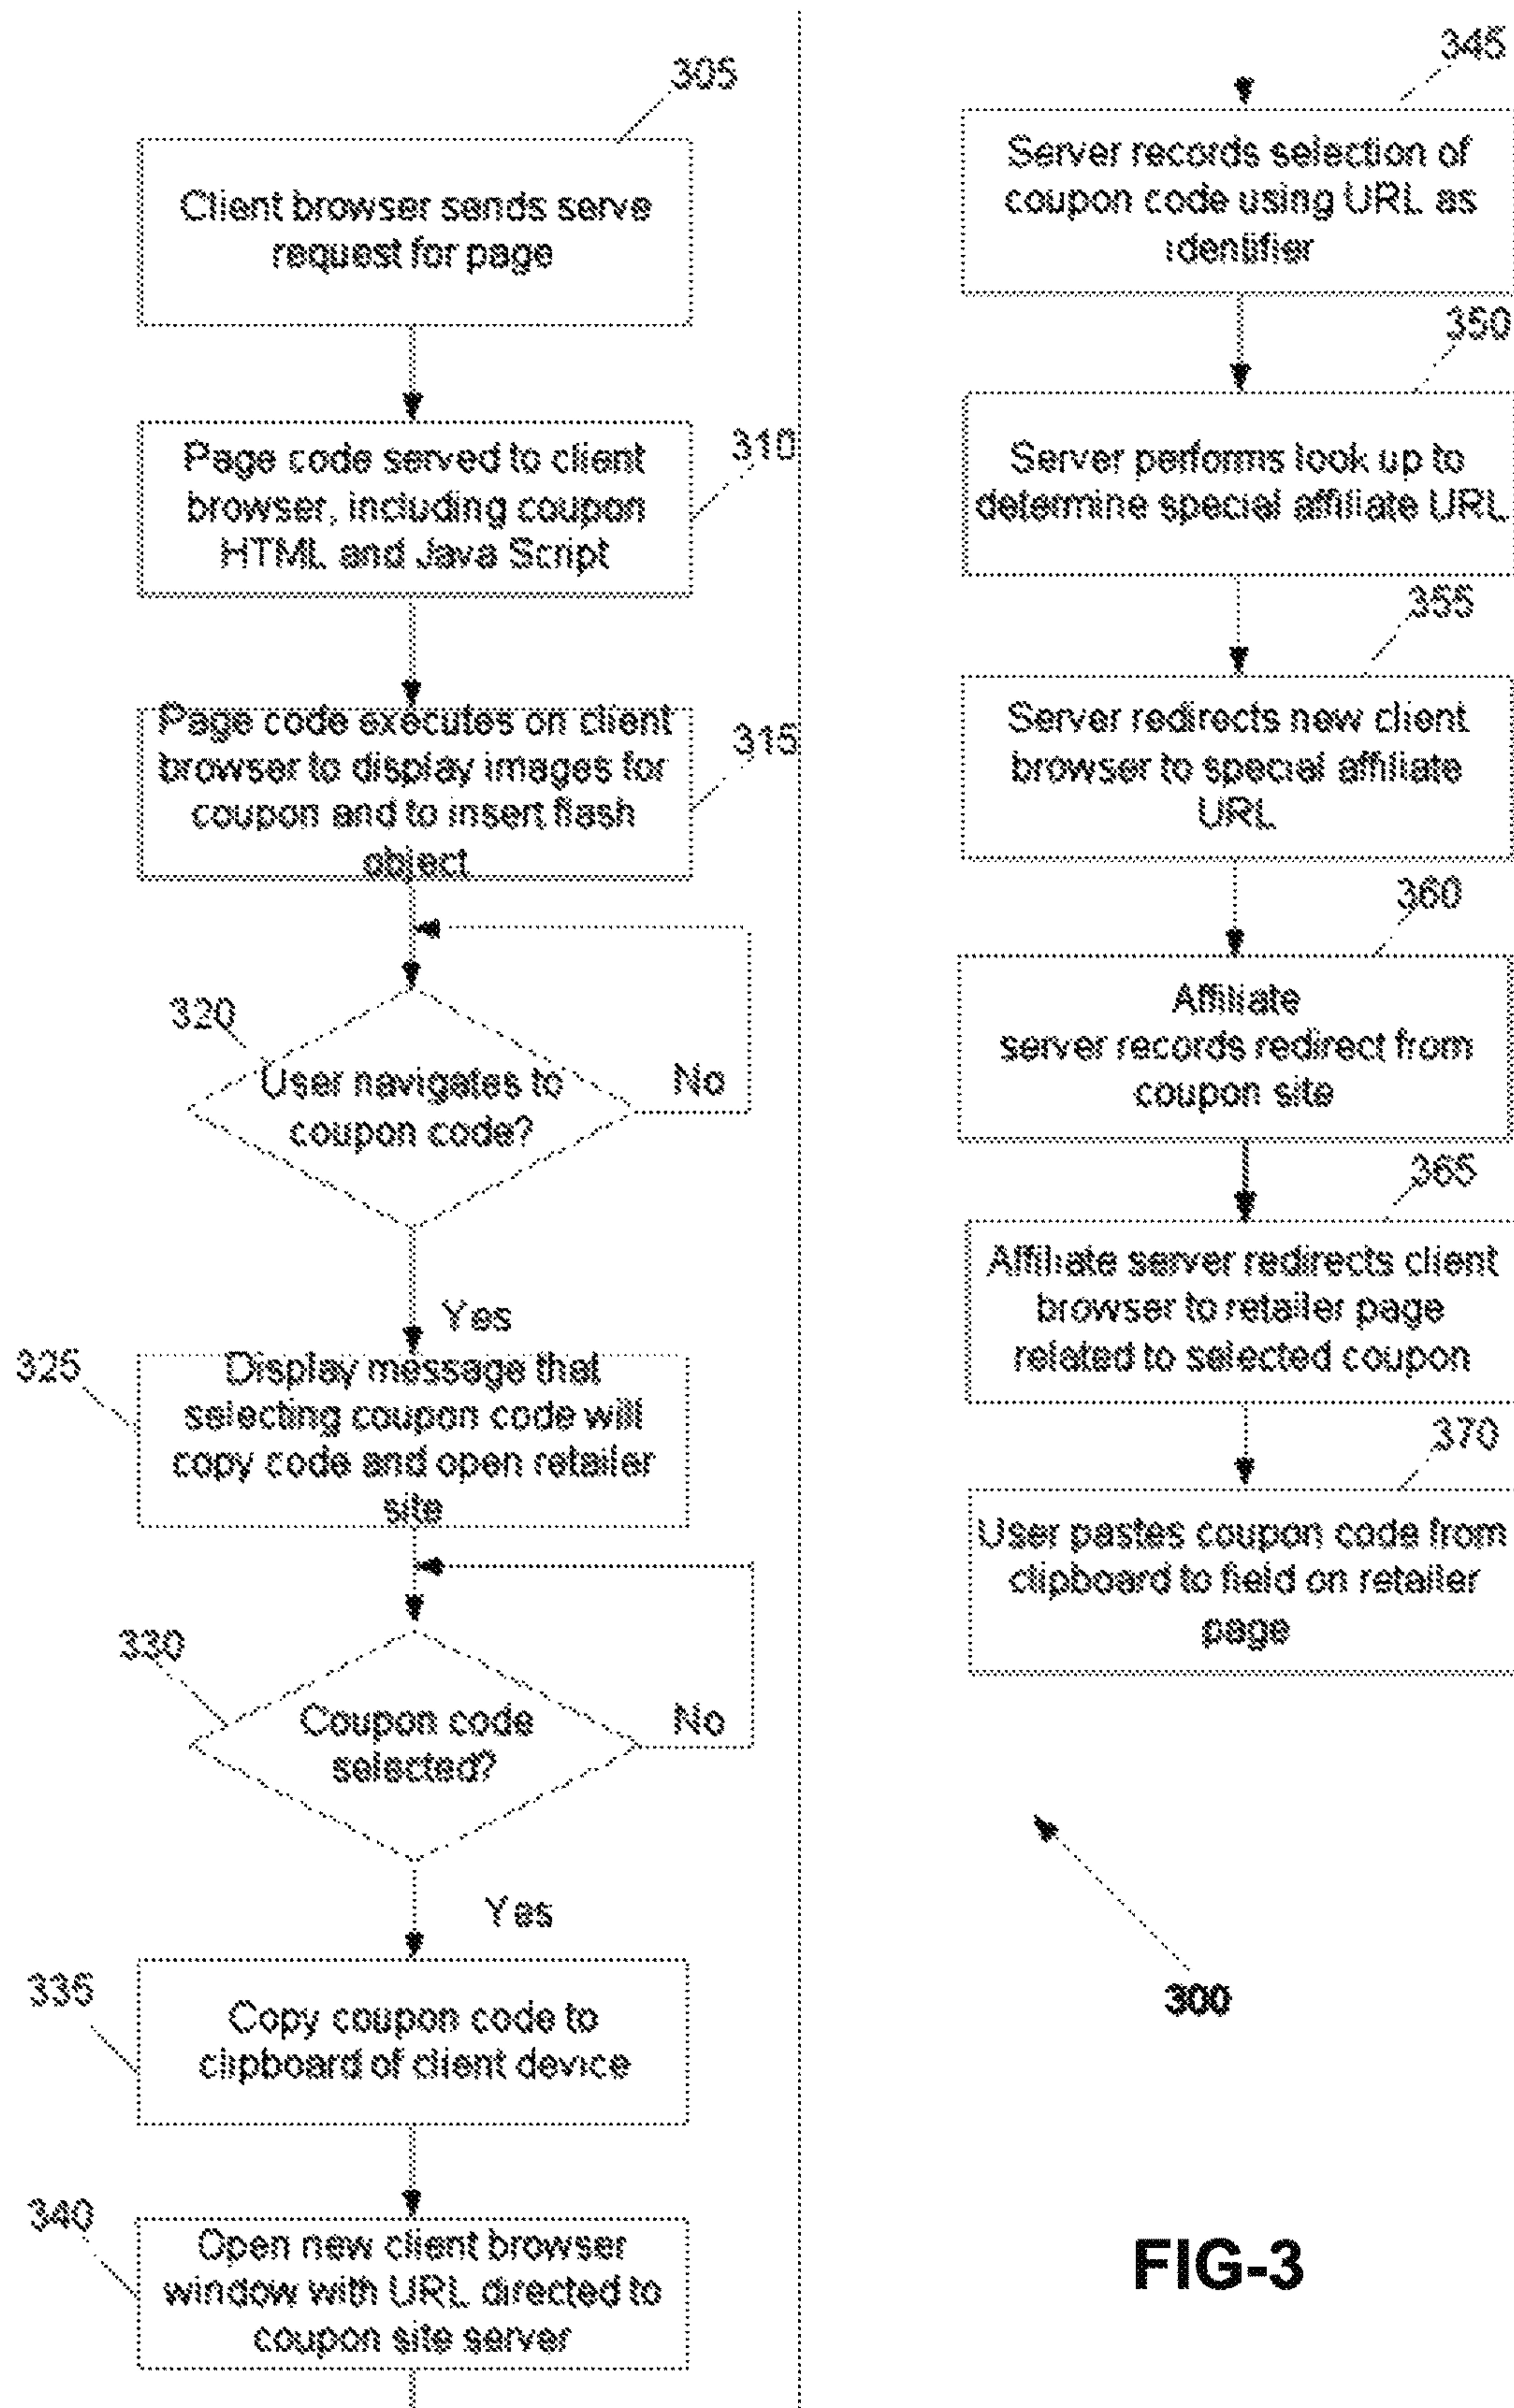 305
Client browser sends serve
request for page
310
Page code served to client
browser, including coupon
HTML and Java Script
315
Page code executes on client
browser to display images for
coupon and to insert flash
object
320
User navigates to
coupon code?
No
Yes
325
Display message that
selecting coupon code will
copy code and open retailer
site
330
Coupon code
selected?
No
Yes
335
Copy coupon code to
clipboard of client device
340
Open new client browser
window with URL directed to
coupon site server
345
Server records selection of
coupon code using URL as
identifier
350
Server performs look up to
determine special affiliate URL
355
Server redirects new client
browser to special affiliate
URL
360
Affiliate
server records redirect from
coupon site
365
Affiliate server redirects client
browser to retailer page
related to selected coupon
370
User pastes coupon code from
clipboard to field on retailer
page
300
FIG-3